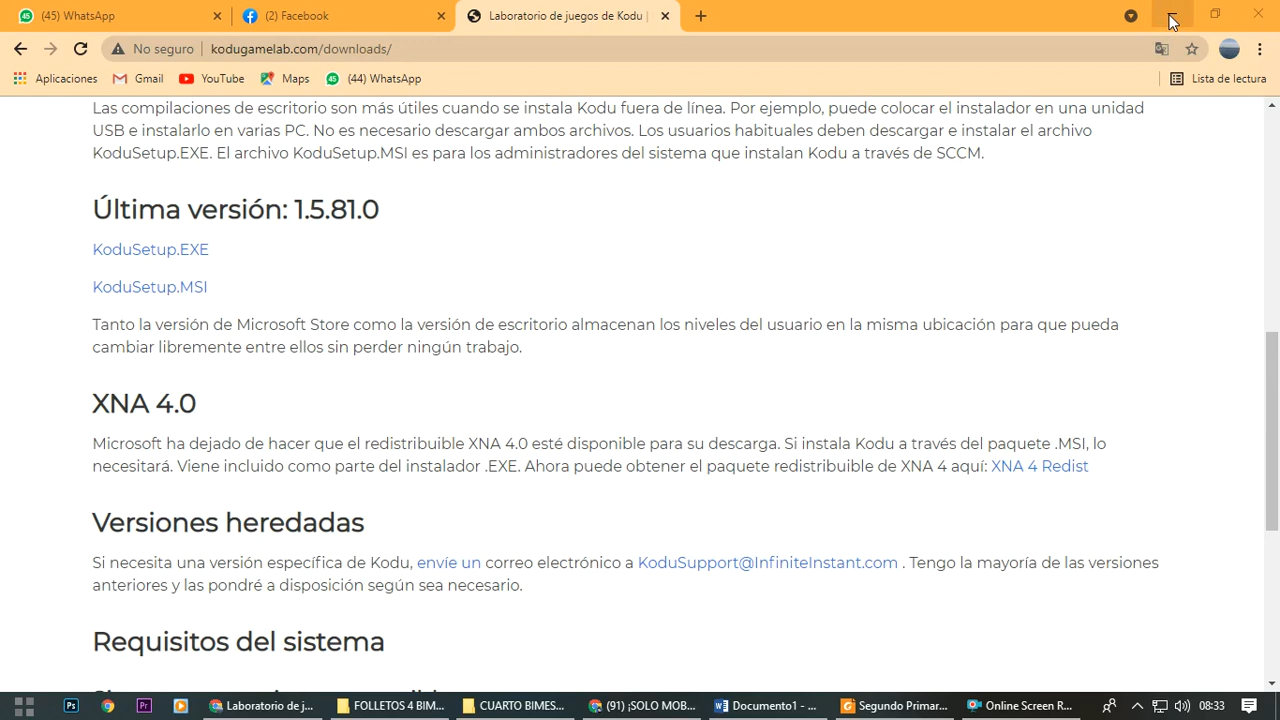 (45) WhatsApp
(2) Facebook
Laboratorio de juegos de Kodu |
No seguro
kodugamelab.com/downloads/
Aplicaciones
Gmail
YouTube
Maps
(44) WhatsApp
Lista de lectura
Las compilaciones de escritorio son más útiles cuando se instala Kodu fuera de línea. Por ejemplo, puede colocar el instalador en una unidad
USB e instalarlo en varias PC. No es necesario descargar ambos archivos. Los usuarios habituales deben descargar e instalar el archivo
KoduSetup.EXE. El archivo KoduSetup.MSI es para los administradores del sistema que instalan Kodu a través de SCCM.
Última versión: 1.5.81.0
KoduSetup.EXE
KoduSetup.MSI
Tanto la versión de Microsoft Store como la versión de escritorio almacenan los niveles del usuario en la misma ubicación para que pueda
cambiar libremente entre ellos sin perder ningún trabajo.
XNA 4.0
Microsoft ha dejado de hacer que el redistribuible XNA 4.0 esté disponible para su descarga. Si instala Kodu a través del paquete .MSI, lo
necesitará. Viene incluido como parte del instalador .EXE. Ahora puede obtener el paquete redistribuible de XNA 4 aquí: XNA 4 Redist
Versiones heredadas
Si necesita una versión específica de Kodu, envíe un correo electrónico a KoduSupport@InfiniteInstant.com . Tengo la mayoría de las versiones
anteriores y las pondré a disposición según sea necesario.
Requisitos del sistema
Ps
Pr
Laboratorio de j...
FOLLETOS 4 BIM...
CUARTO BIMES...
(91) ¡SOLO MOB...
Documento1 - ...
Segundo Primar...
Online Screen R...
08:33